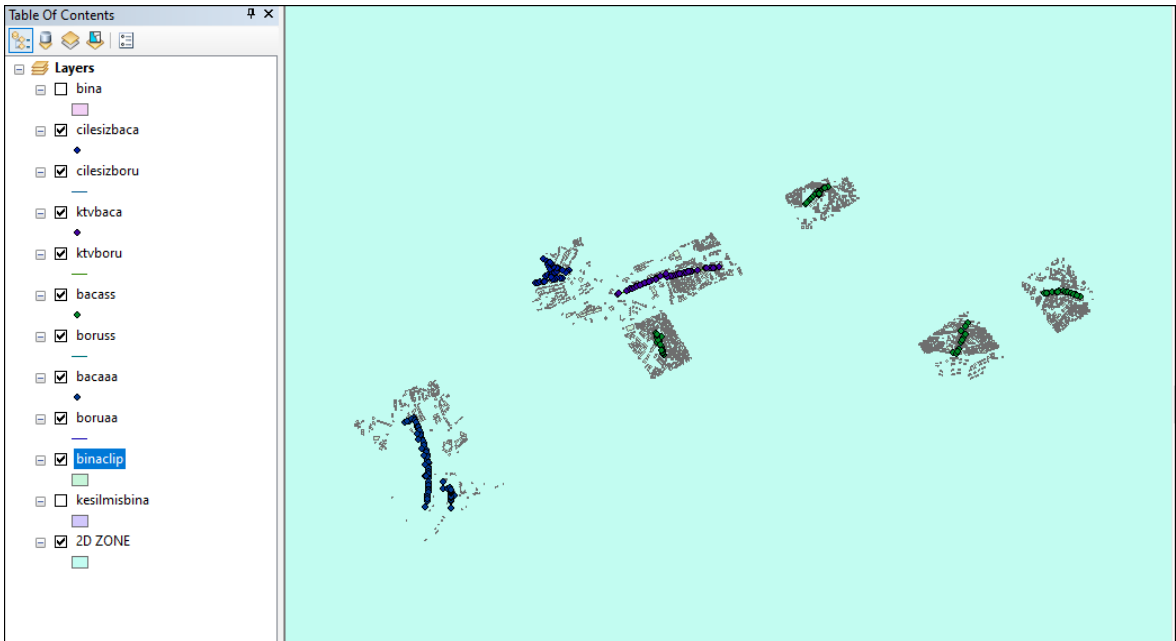 Table Of Contents
Layers
bina
cilesizbaca
cilesizboru
ktvbaca
ktvboru
bacass
boruss
bacaaa
boruaa
binaclip
kesilmisbina
2D ZONE